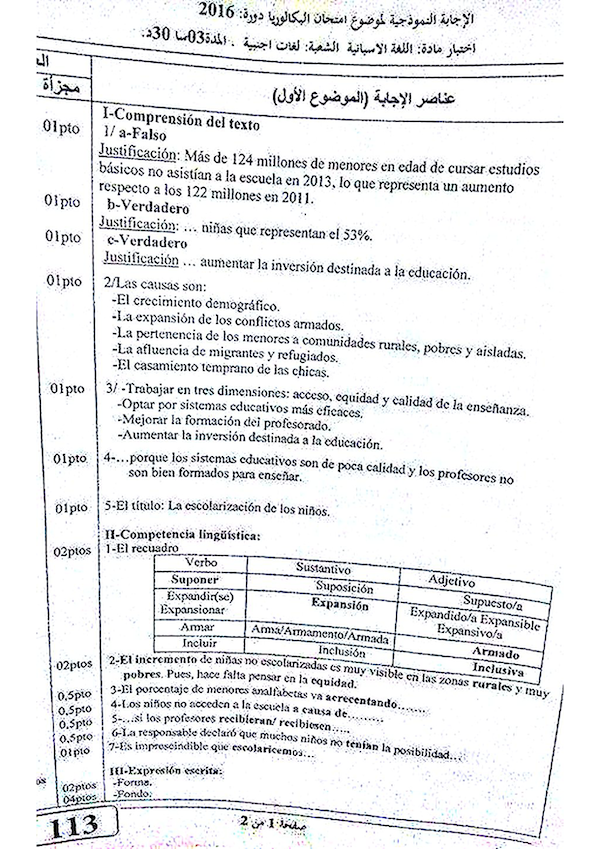 الإجابة النموذجية لموضوع امتحان البكالوريا دورة: 2016
اختبار مادة: اللغة الاسبانية الشعبة: لغات اجنبية . المدة03سا 30د.
عناصر الإجابة (الموضوع الأول)
مجزأة
I-Comprensión del texto
01pto 1/ a-Falso
Justificación: Más de 124 millones de menores en edad de cursar estudios
básicos no asistían a la escuela en 2013, lo que representa un aumento
respecto a los 122 millones en 2011.
01pto b-Verdadero
Justificación: … niñas que representan el 53%.
01pto c-Verdadero
Justificación … aumentar la inversión destinada a la educación.
01pto 2/Las causas son:
-El crecimiento demográfico.
-La expansión de los conflictos armados.
-La pertenencia de los menores a comunidades rurales, pobres y aisladas.
-La afluencia de migrantes y refugiados.
-El casamiento temprano de las chicas.
01pto 3/ -Trabajar en tres dimensiones: acceso, equidad y calidad de la enseñanza.
-Optar por sistemas educativos más eficaces.
-Mejorar la formación del profesorado.
-Aumentar la inversión destinada a la educación.
01pto 4-…porque los sistemas educativos son de poca calidad y los profesores no
son bien formados para enseñar.
01pto 5-El título: La escolarización de los niños.
II-Competencia lingüística:
02ptos 1-El recuadro
Verbo Sustantivo Adjetivo
Suponer Suposición Supuesto/a
Expandir(se) Expansión Expandido/a Expansible
Expansionar Expansivo/a
Armar Arma/Armamento/Armada Armado
Incluir Inclusión Inclusiva
02ptos 2-El incremento de niñas no escolarizadas es muy visible en las zonas rurales y muy
pobres. Pues, hace falta pensar en la equidad.
0,5pto 3-El porcentaje de menores analfabetas va acrecentando…….
0,5pto 4-Los niños no acceden a la escuela a causa de………
0,5pto 5-…si los profesores recibieran/ recibiesen…..
0,5pto 6-La responsable declaró que muchos niños no tenían la posibilidad…
01pto 7-Es imprescindible que escolaricemos…
III-Expresión escrita:
02ptos -Forma.
04ptos -Fondo.
113
صفحة 1 من 2